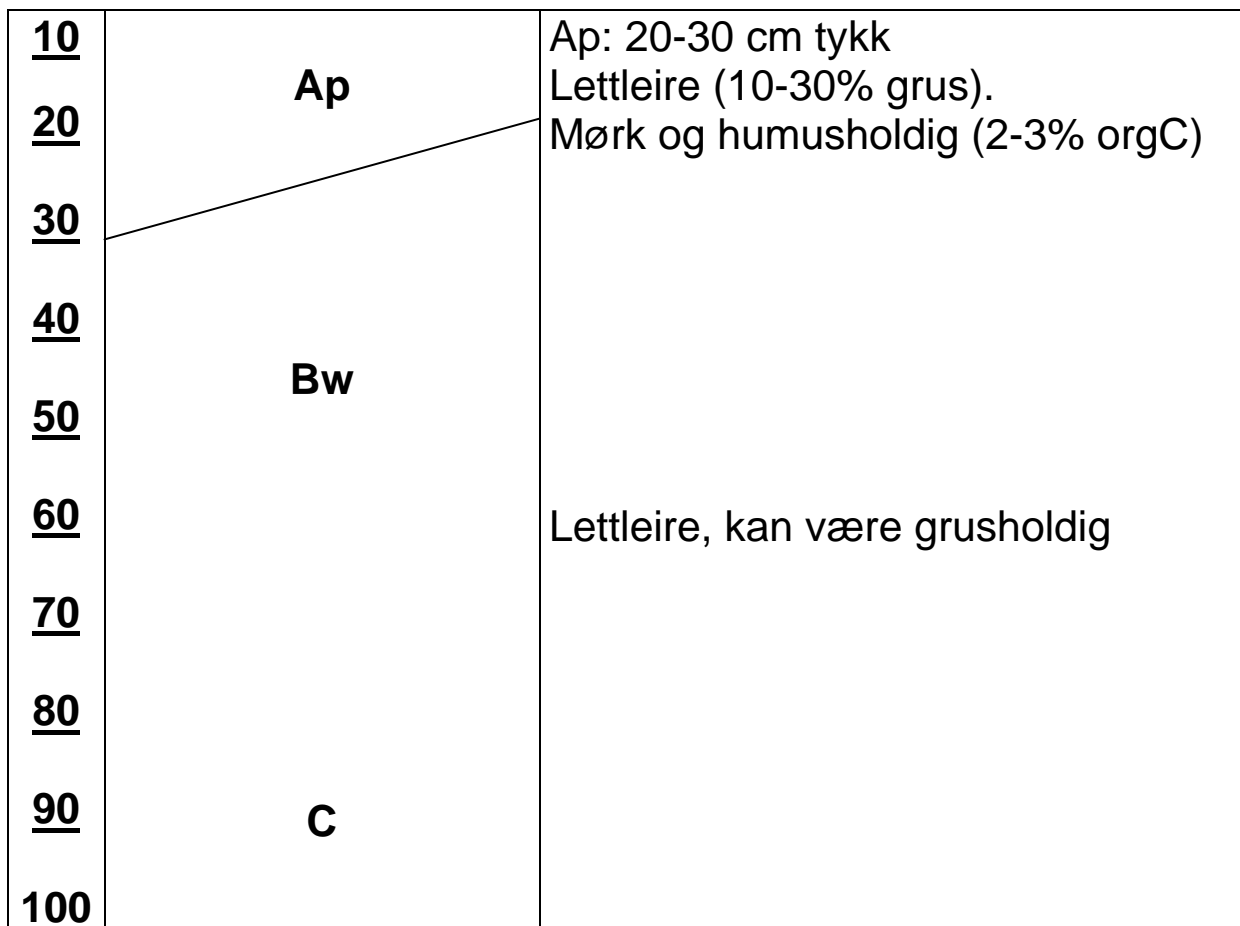 10
Ap: 20-30 cm tykk
Ap
Lettleire (10-30% grus).
20
Mørk og humusholdig (2-3% orgC)
30
40
Bw
50
60
Lettleire, kan være grusholdig
70
80
90
C
100